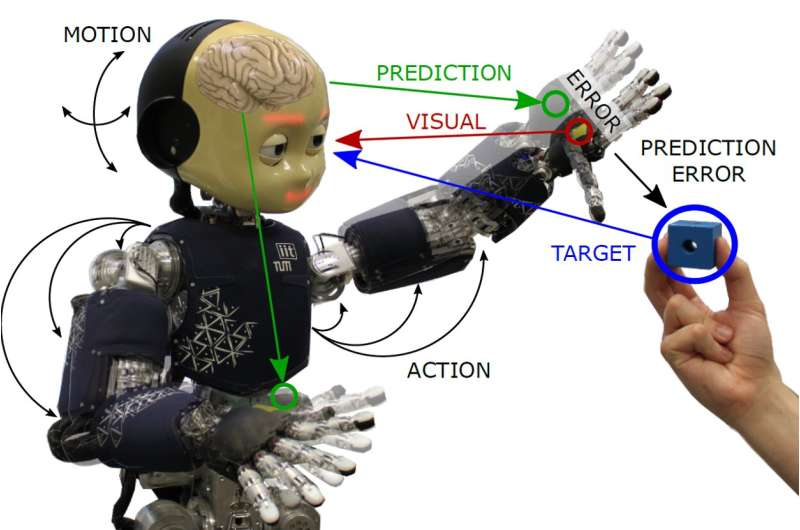 MOTION
PREDICTION
ERROR
VISUAL
PREDICTION
ERROR
TARGET
iit
TUM
ACTION